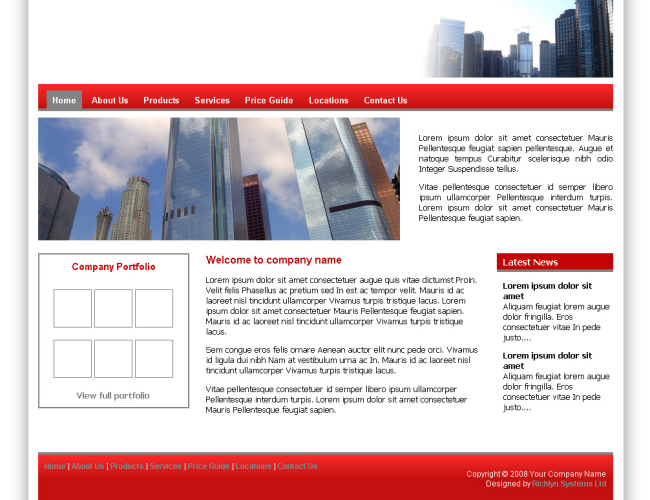 Home About Us Products Services Price Guide Locations Contact Us
Lorem ipsum dolor sit amet consectetuer Mauris
Pellentesque feugiat sapien pellentesque. Augue et
natoque tempus Curabitur scelerisque nibh odio
Integer Suspendisse tellus.
Vitae pellentesque consectetuer id semper libero
ipsum ullamcorper Pellentesque interdum turpis.
Lorem ipsum dolor sit amet consectetuer Mauris
Pellentesque feugiat sapien.
Company Portfolio
View full portfolio
Welcome to company name
Lorem ipsum dolor sit amet consectetuer augue quis vitae dictumst Proin.
Velit felis Phasellus ac pretium sed In est ac tempor velit. Mauris id ac
laoreet nisl tincidunt ullamcorper Vivamus turpis tristique lacus. Lorem
ipsum dolor sit amet consectetuer Mauris Pellentesque feugiat sapien.
Mauris id ac laoreet nisl tincidunt ullamcorper Vivamus turpis tristique
lacus.
Sem congue eros felis ornare Aenean auctor elit nunc pede orci. Vivamus
id ligula dui nibh Nam at vestibulum urna ac In. Mauris id ac laoreet nisl
tincidunt ullamcorper Vivamus turpis tristique lacus.
Vitae pellentesque consectetuer id semper libero ipsum ullamcorper
Pellentesque interdum turpis. Lorem ipsum dolor sit amet consectetuer
Mauris Pellentesque feugiat sapien.
Latest News
Lorem ipsum dolor sit
amet
Aliquam feugiat lorem augue
dolor fringilla. Eros
consectetuer vitae In pede
justo....
Lorem ipsum dolor sit
amet
Aliquam feugiat lorem augue
dolor fringilla. Eros
consectetuer vitae In pede
justo....
Home | About Us | Products | Services | Price Guide | Locations | Contact Us
Copyright © 2008 Your Company Name
Designed by Richlyn Systems Ltd